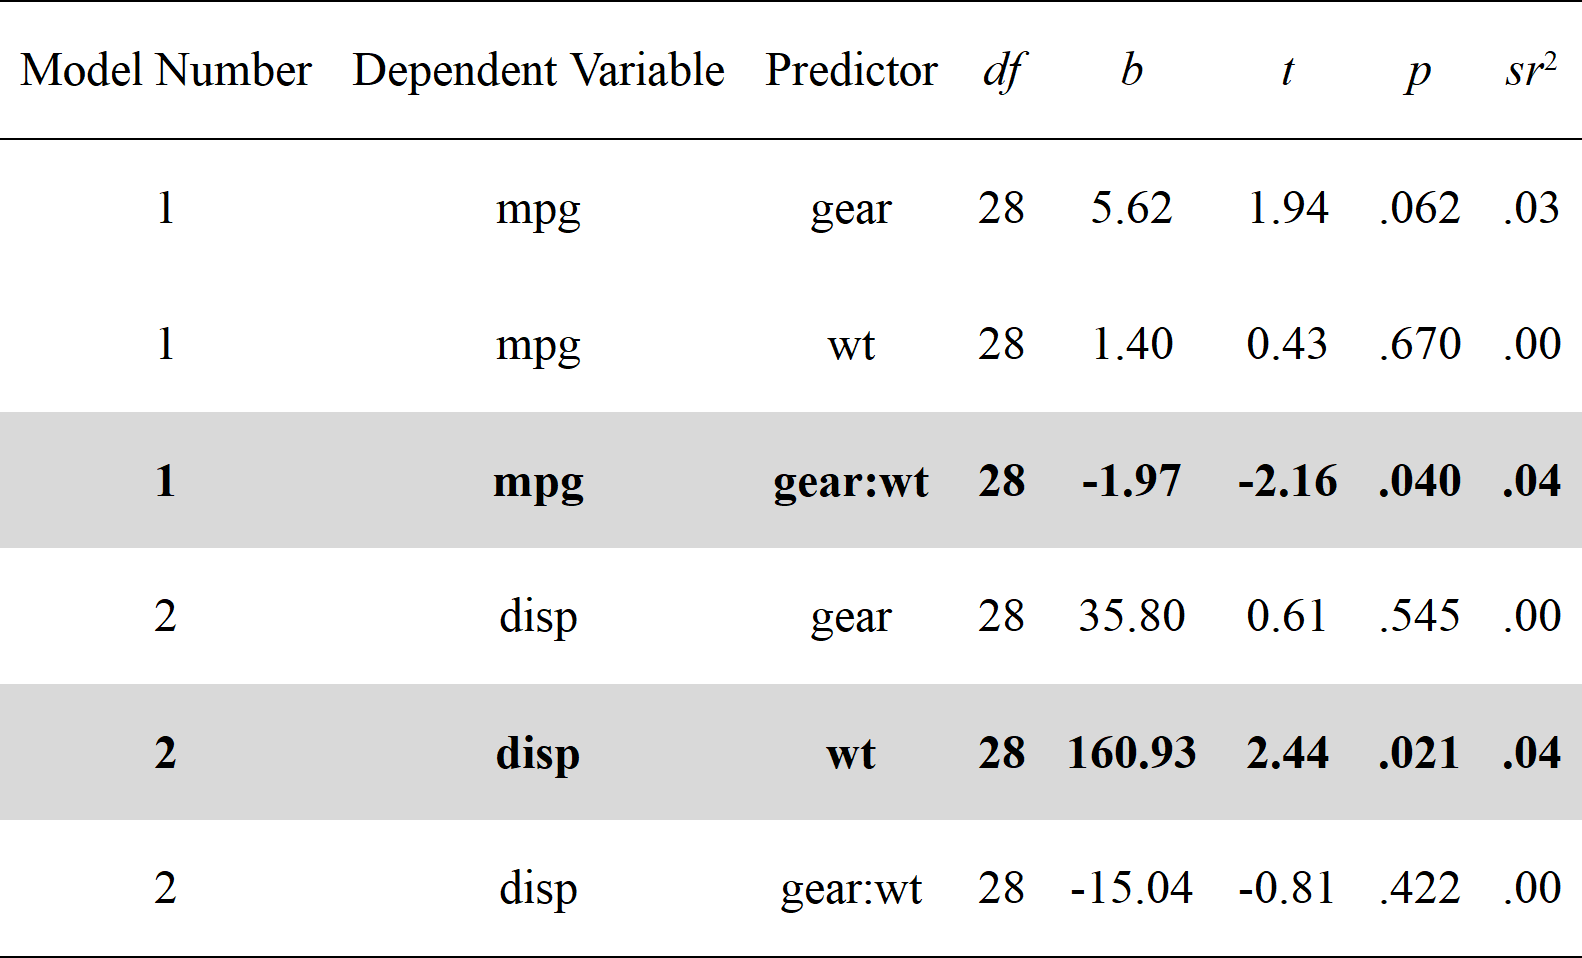 Model Number Dependent Variable Predictor df b t p sr²
1 mpg gear 28 5.62 1.94 .062 .03
1 mpg wt 28 1.40 0.43 .670 .00
1 mpg gear:wt 28 -1.97 -2.16 .040 .04
2 disp gear 28 35.80 0.61 .545 .00
2 disp wt 28 160.93 2.44 .021 .04
2 disp gear:wt 28 -15.04 -0.81 .422 .00